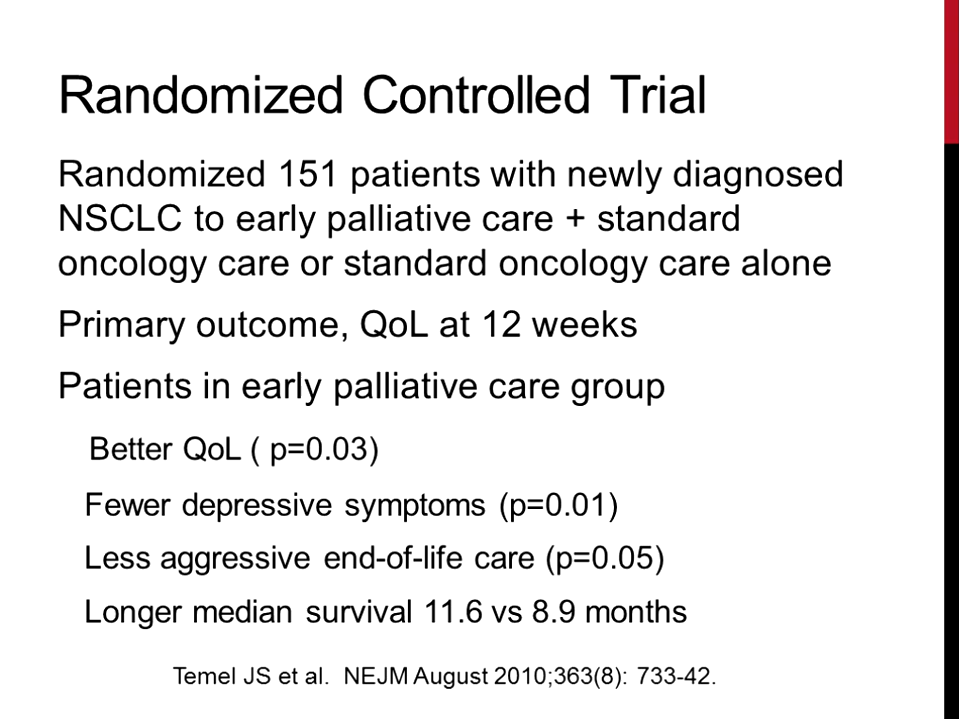 Randomized Controlled Trial
Randomized 151 patients with newly diagnosed
NSCLC to early palliative care + standard
oncology care or standard oncology care alone
Primary outcome, QoL at 12 weeks
Patients in early palliative care group
Better QoL ( p=0.03)
Fewer depressive symptoms (p=0.01)
Less aggressive end-of-life care (p=0.05)
Longer median survival 11.6 vs 8.9 months
Temel JS et al.  NEJM August 2010;363(8): 733-42.